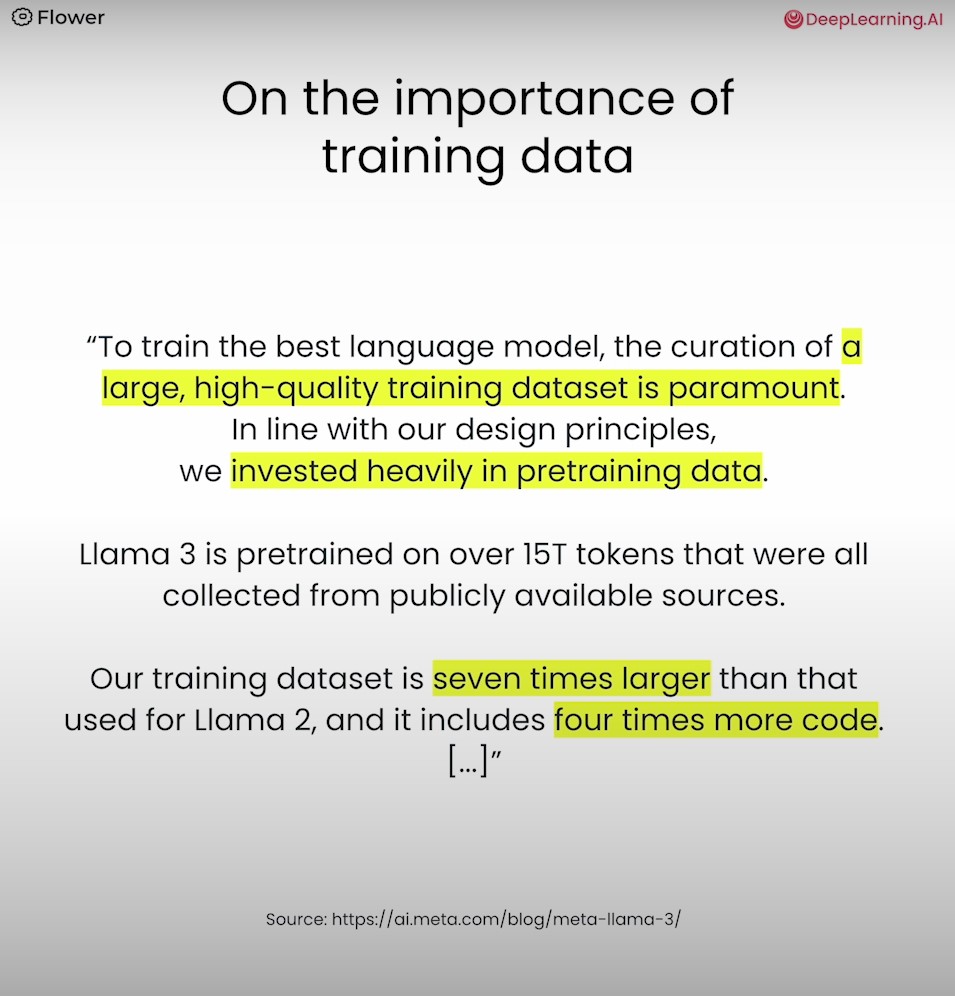 Flower
DeepLearning.AI
On the importance of
training data
“To train the best language model, the curation of a
large, high-quality training dataset is paramount.
In line with our design principles,
we invested heavily in pretraining data.
Llama 3 is pretrained on over 15T tokens that were all
collected from publicly available sources.
Our training dataset is seven times larger than that
used for Llama 2, and it includes four times more code.
[...]”
Source: https://ai.meta.com/blog/meta-llama-3/